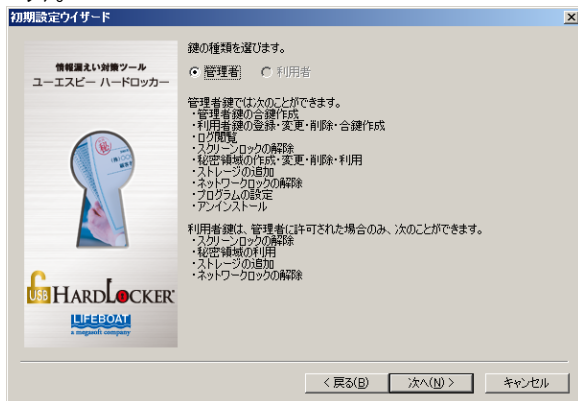 初期設定ウィザード
情報漏えい対策ツール
ユーエスビー ハードロッカー
㊙
USB HARDLOCKER
LIFEBOAT
a megasoft company
鍵の種類を選びます。
管理者 利用者
管理者鍵では次のことができます。
・管理者鍵の合鍵作成
・利用者鍵の登録・変更・削除・合鍵作成
・ログ閲覧
・スクリーンロックの解除
・秘密領域の作成・変更・削除・利用
・ストレージの追加
・ネットワークロックの解除
・プログラムの設定
・アンインストール
利用者鍵は、管理者に許可された場合のみ、次のことができます。
・スクリーンロックの解除
・秘密領域の利用
・ストレージの追加
・ネットワークロックの解除
< 戻る(B) 次へ(N) > キャンセル